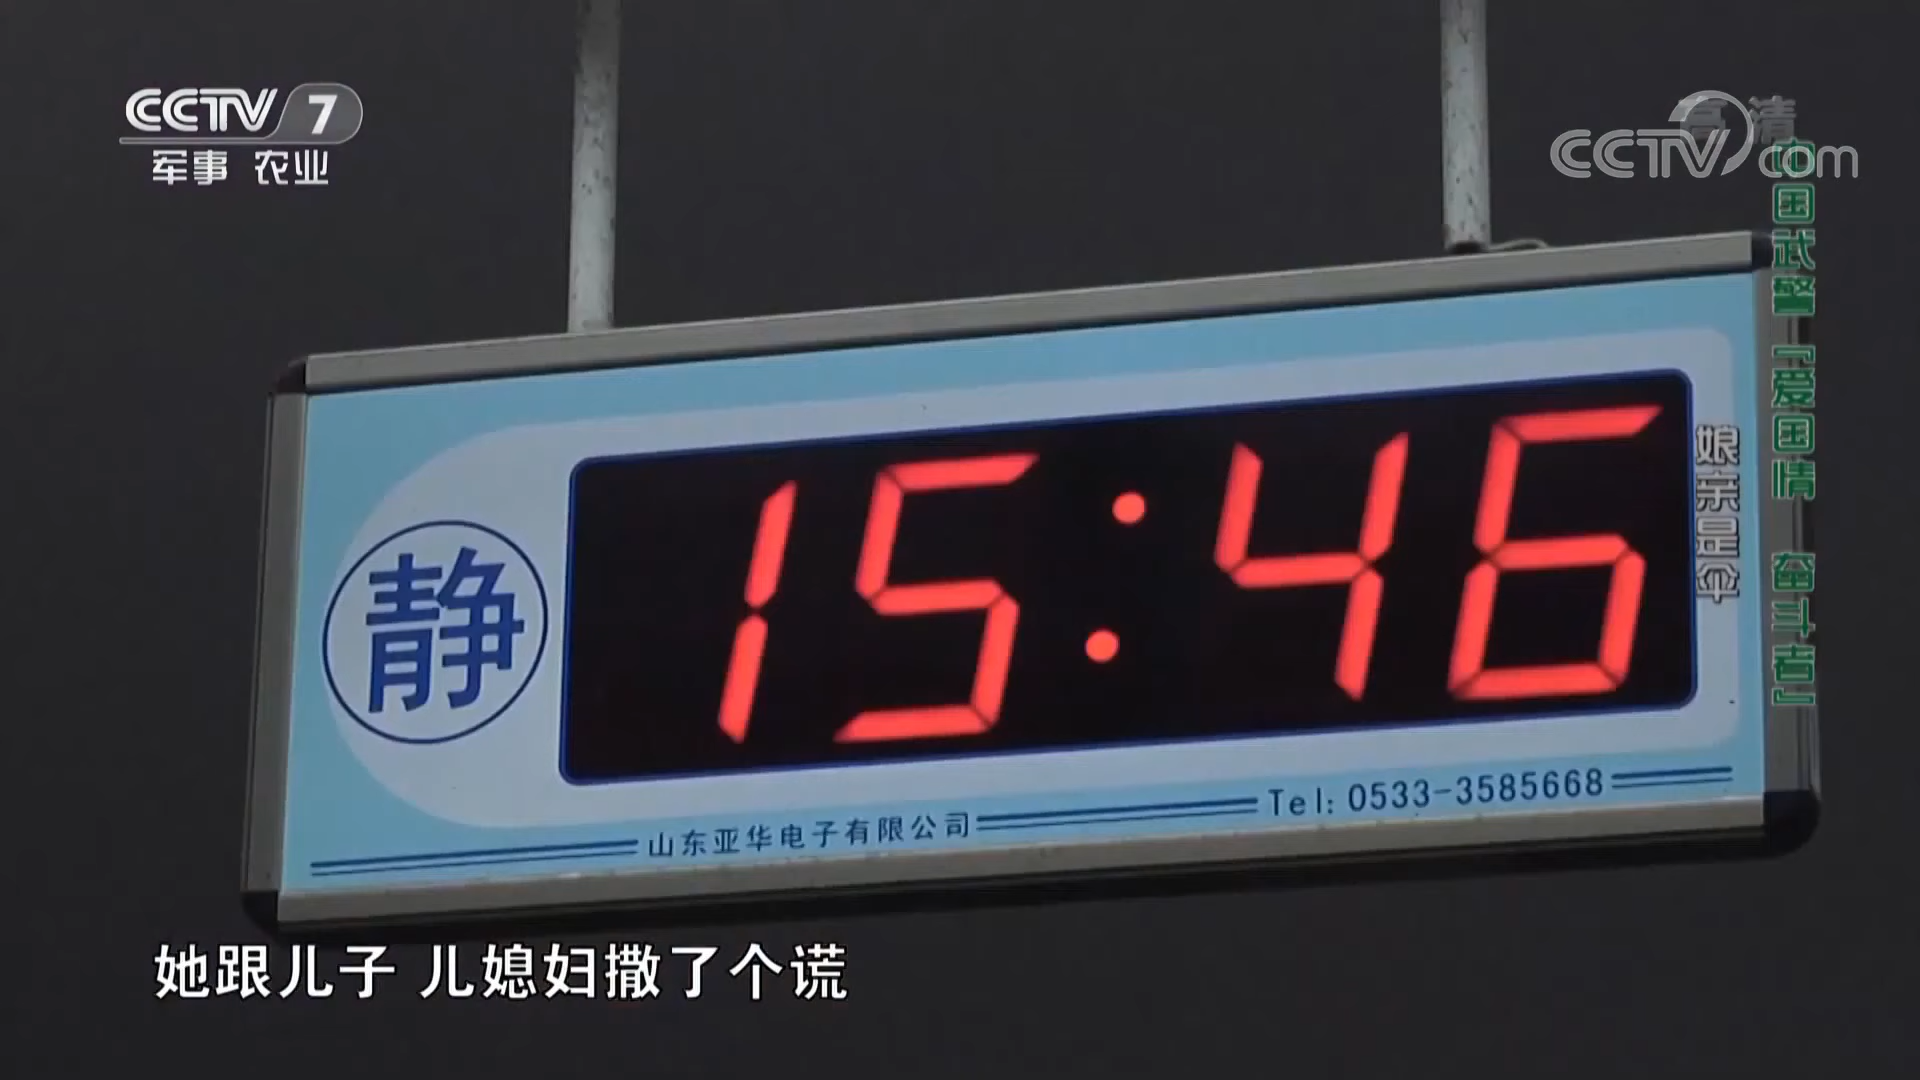 CCTV 7
军事 农业
高清
CCTV.com
中国武警『爱国情 奋斗者』
娘亲是伞
静
15:46
山东亚华电子有限公司
Tel: 0533-3585668
她跟儿子 儿媳妇撒了个谎